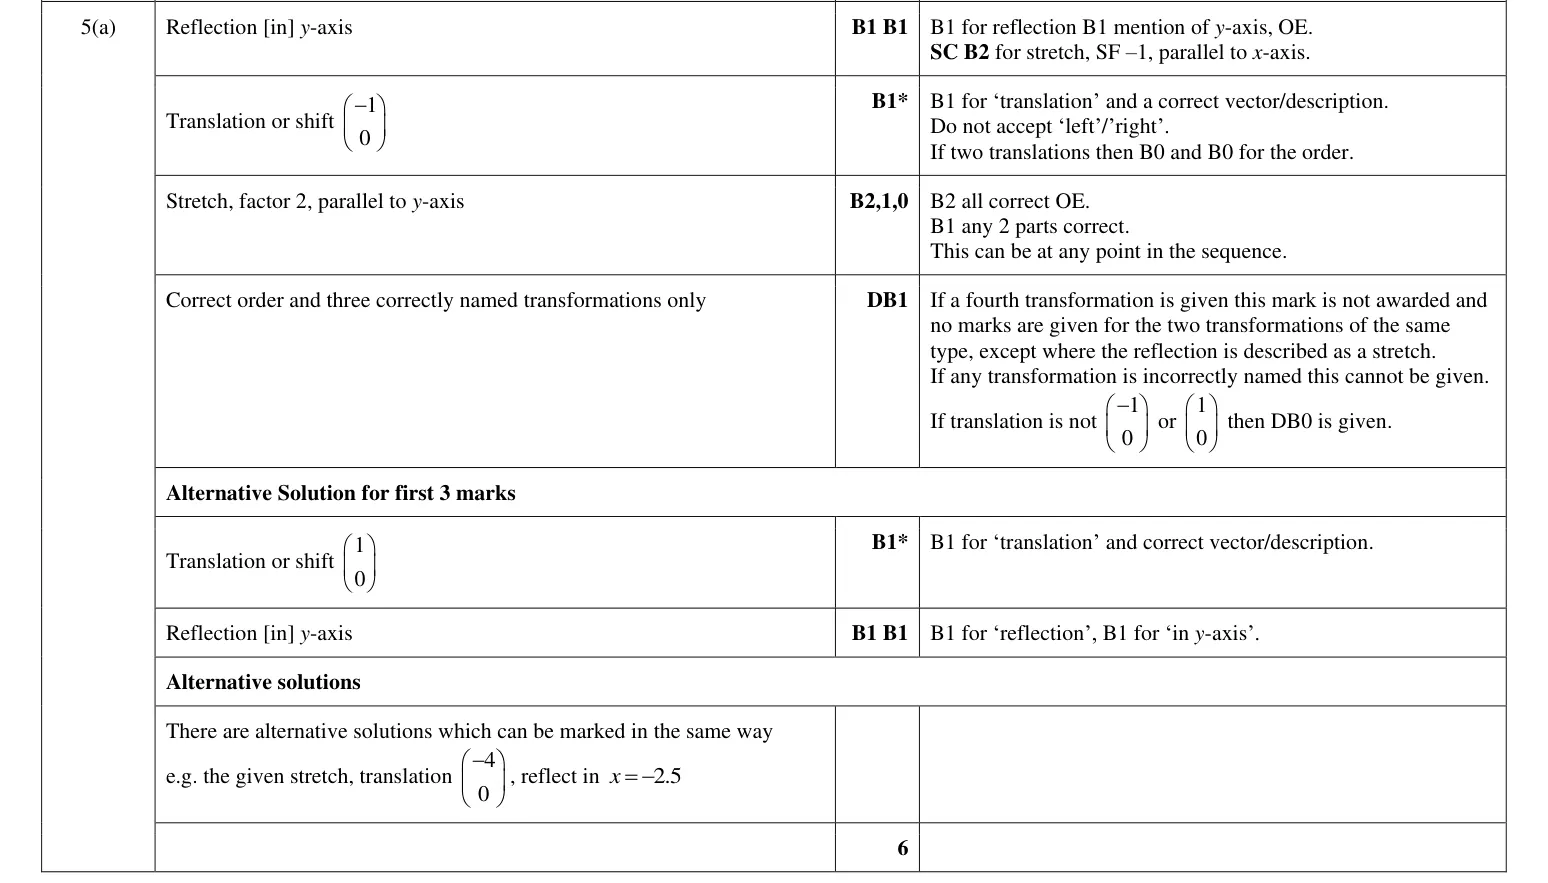 5(a) Reflection [in] y-axis B1 B1 B1 for reflection B1 mention of y-axis, OE.
SC B2 for stretch, SF –1, parallel to x-axis.
Translation or shift (−1 0) B1* B1 for ‘translation’ and a correct vector/description.
Do not accept ‘left’/’right’.
If two translations then B0 and B0 for the order.
Stretch, factor 2, parallel to y-axis B2,1,0 B2 all correct OE.
B1 any 2 parts correct.
This can be at any point in the sequence.
Correct order and three correctly named transformations only DB1 If a fourth transformation is given this mark is not awarded and
no marks are given for the two transformations of the same
type, except where the reflection is described as a stretch.
If any transformation is incorrectly named this cannot be given.
If translation is not (−1 0) or (1 0) then DB0 is given.
Alternative Solution for first 3 marks
Translation or shift (1 0) B1* B1 for ‘translation’ and correct vector/description.
Reflection [in] y-axis B1 B1 B1 for ‘reflection’, B1 for ‘in y-axis’.
Alternative solutions
There are alternative solutions which can be marked in the same way
e.g. the given stretch, translation (−4 0), reflect in x = −2.5
6